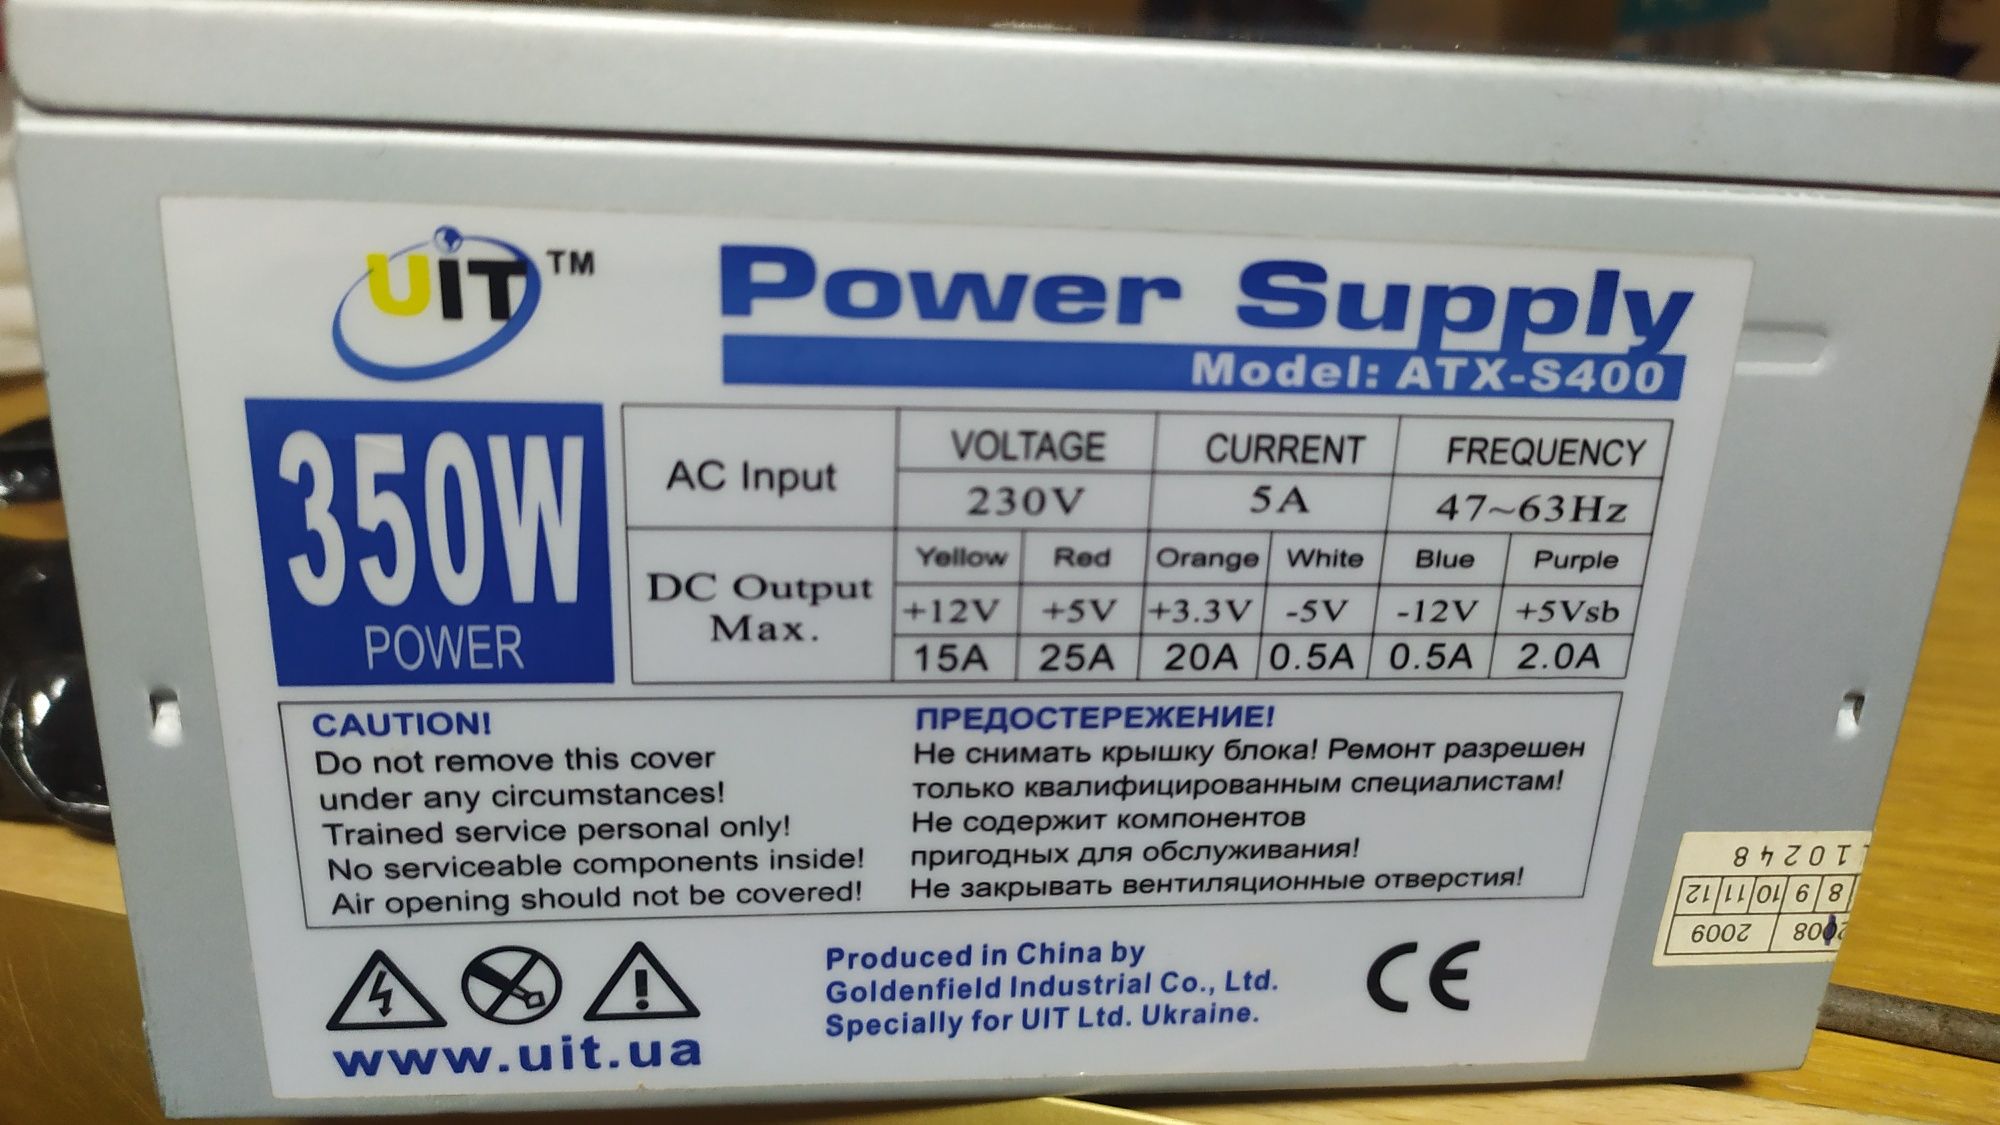 UiT™
Power Supply
Model: ATX-S400
350W
POWER
AC Input
VOLTAGE CURRENT FREQUENCY
230V 5A 47~63Hz
DC Output
Max.
Yellow Red Orange White Blue Purple
+12V +5V +3.3V -5V -12V +5Vsb
15A 25A 20A 0.5A 0.5A 2.0A
CAUTION!
Do not remove this cover
under any circumstances!
Trained service personal only!
No serviceable components inside!
Air opening should not be covered!
ПРЕДОСТЕРЕЖЕНИЕ!
Не снимать крышку блока! Ремонт разрешен
только квалифицированным специалистам!
Не содержит компонентов
пригодных для обслуживания!
Не закрывать вентиляционные отверстия!
www.uit.ua
Produced in China by
Goldenfield Industrial Co., Ltd.
Specially for UIT Ltd. Ukraine.
CE
2008 2009
8 9 10 11 12
10248